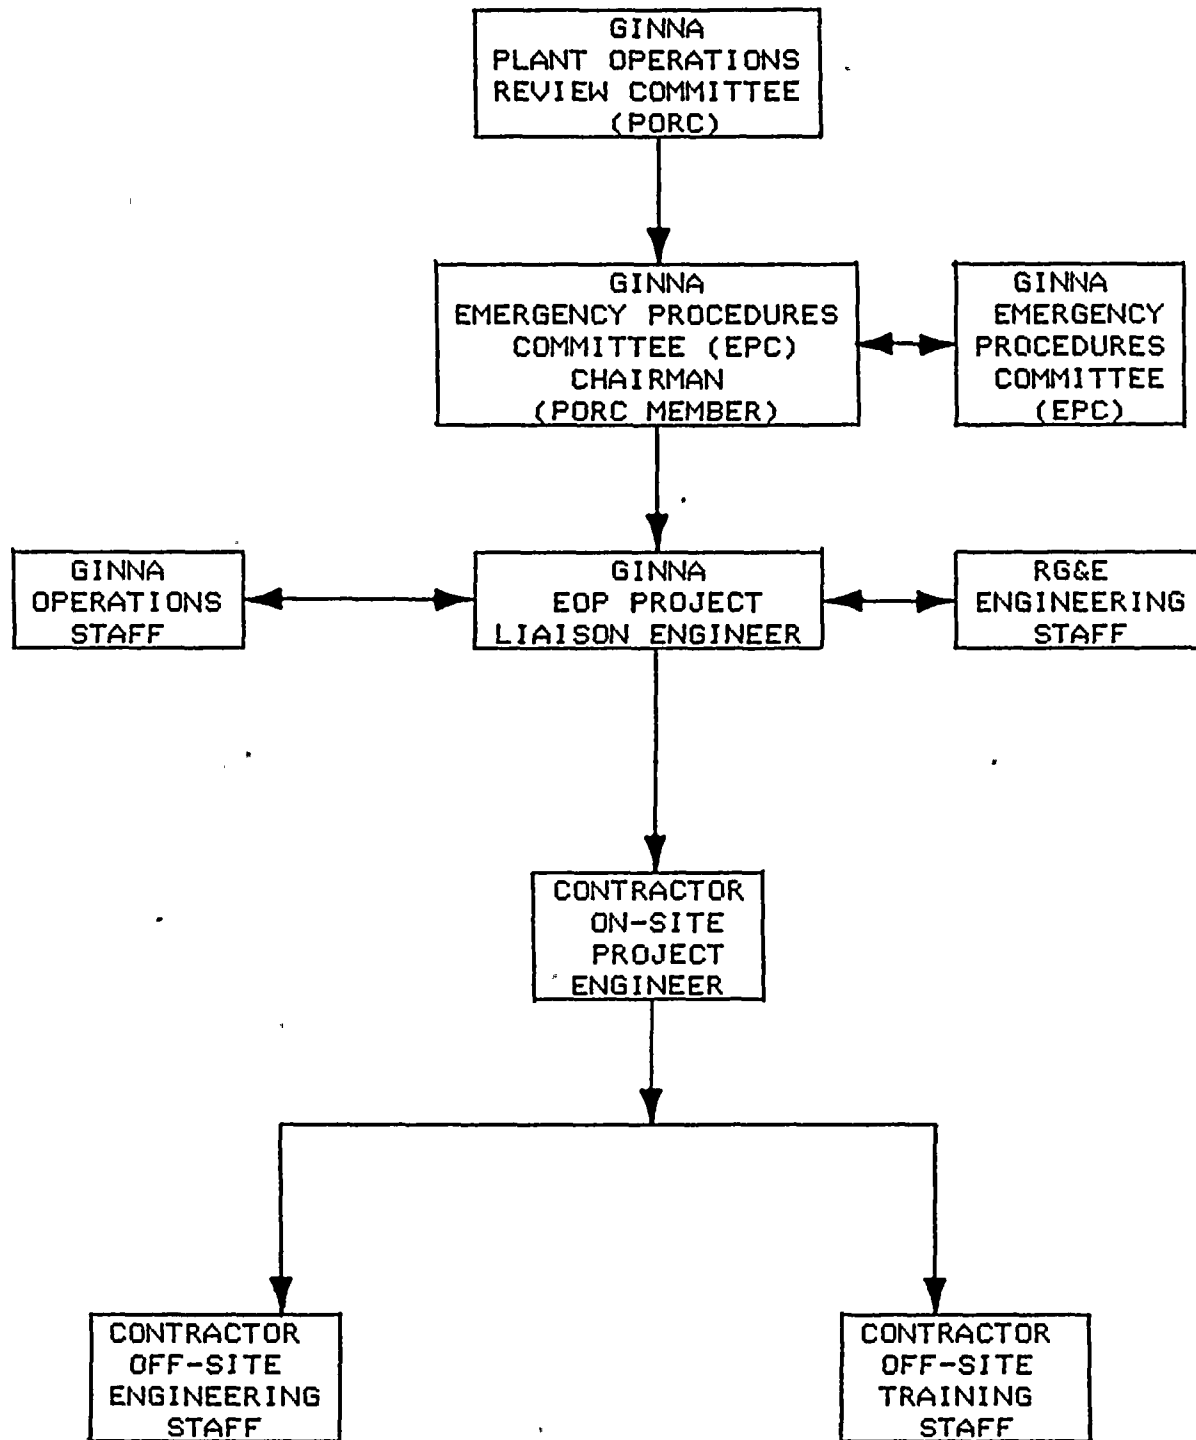 GINNA
PLANT OPERATIONS
REVIEW COMMITTEE
(PORC)
GINNA
EMERGENCY PROCEDURES
COMMITTEE (EPC)
CHAIRMAN
(PORC MEMBER)
GINNA
EMERGENCY
PROCEDURES
COMMITTEE
(EPC)
GINNA
OPERATIONS
STAFF
GINNA
EOP PROJECT
LIAISON ENGINEER
RG&E
ENGINEERING
STAFF
CONTRACTOR
ON-SITE
PROJECT
ENGINEER
CONTRACTOR
OFF-SITE
ENGINEERING
STAFF
CONTRACTOR
OFF-SITE
TRAINING
STAFF